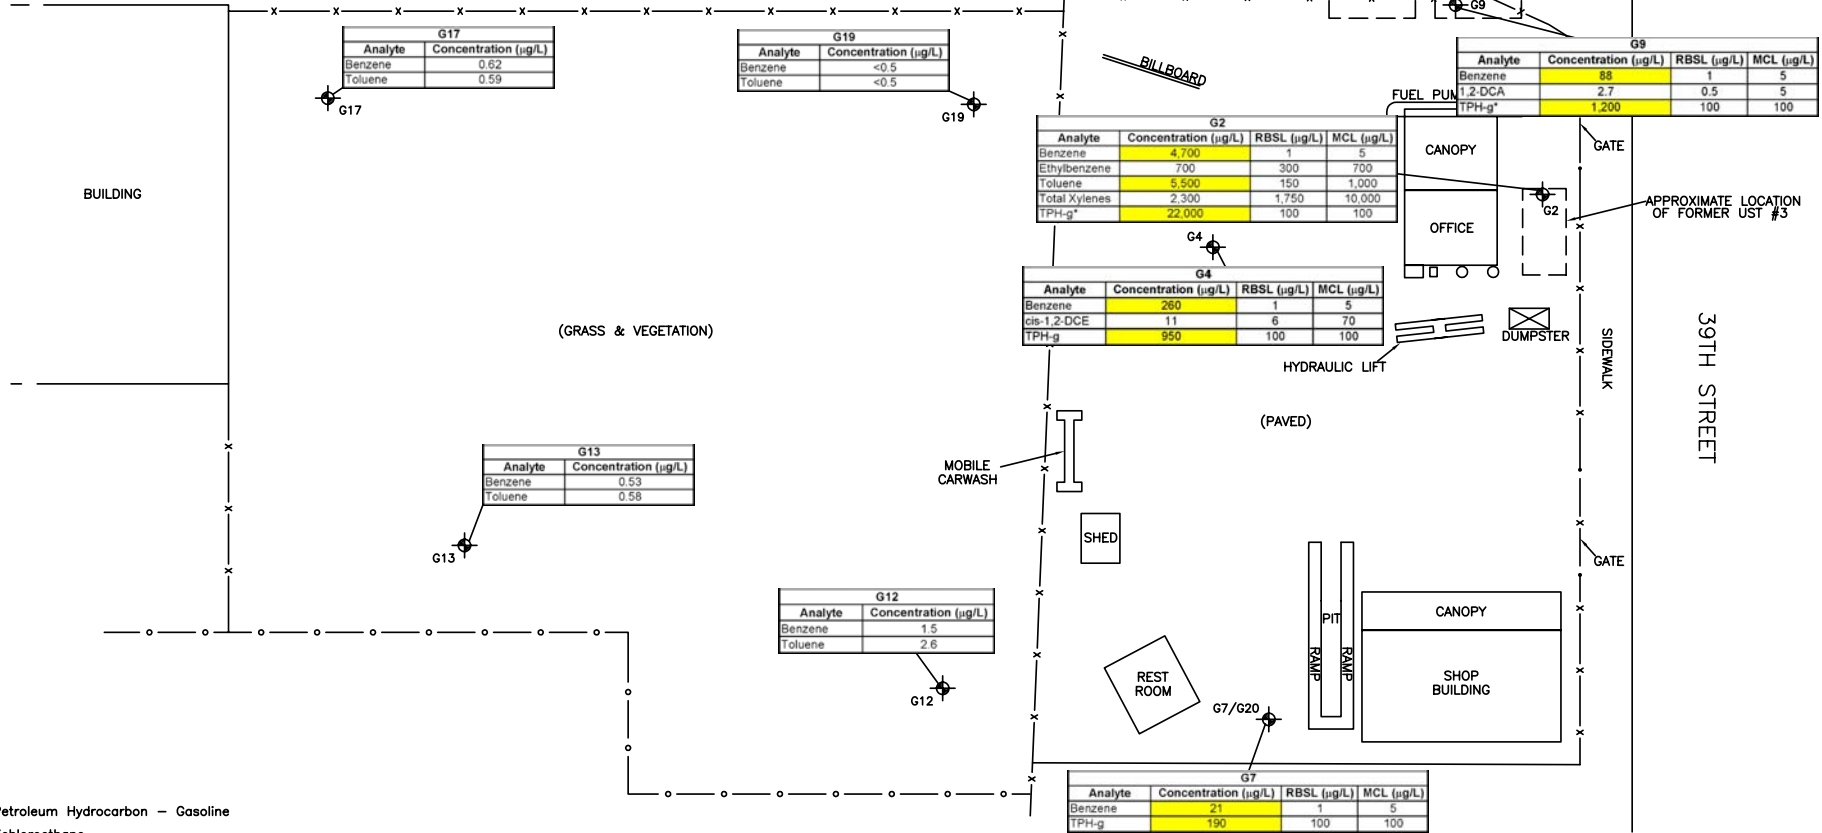 G9
G17
Analyte Concentration (µg/L)
Benzene 0.62
Toluene 0.59
G17
G19
Analyte Concentration (µg/L)
Benzene <0.5
Toluene <0.5
G19
BILLBOARD
G9
Analyte Concentration (µg/L) RBSL (µg/L) MCL (µg/L)
Benzene 88 1 5
1,2-DCA 2.7 0.5 5
TPH-g* 1,200 100 100
FUEL
G2
Analyte Concentration (µg/L) RBSL (µg/L) MCL (µg/L)
Benzene 4,700 1 5
Ethylbenzene 700 300 700
Toluene 5,500 150 1,000
Total Xylenes 2,300 1,750 10,000
TPH-g* 22,000 100 100
CANOPY
GATE
BUILDING
G2
APPROXIMATE LOCATION
OF FORMER UST #3
OFFICE
G4
G4
Analyte Concentration (µg/L) RBSL (µg/L) MCL (µg/L)
Benzene 260 1 5
cis-1,2-DCE 11 6 70
TPH-g 950 100 100
(GRASS & VEGETATION)
DUMPSTER
HYDRAULIC LIFT
SIDEWALK
39TH STREET
(PAVED)
G13
Analyte Concentration (µg/L)
Benzene 0.53
Toluene 0.58
G13
MOBILE
CARWASH
SHED
GATE
G12
Analyte Concentration (µg/L)
Benzene 1.5
Toluene 2.6
G12
CANOPY
PIT
RAMP
RAMP
REST
ROOM
SHOP
BUILDING
G7/G20
G7
Analyte Concentration (µg/L) RBSL (µg/L) MCL (µg/L)
Benzene 21 1 5
TPH-g 190 100 100
Petroleum Hydrocarbon – Gasoline